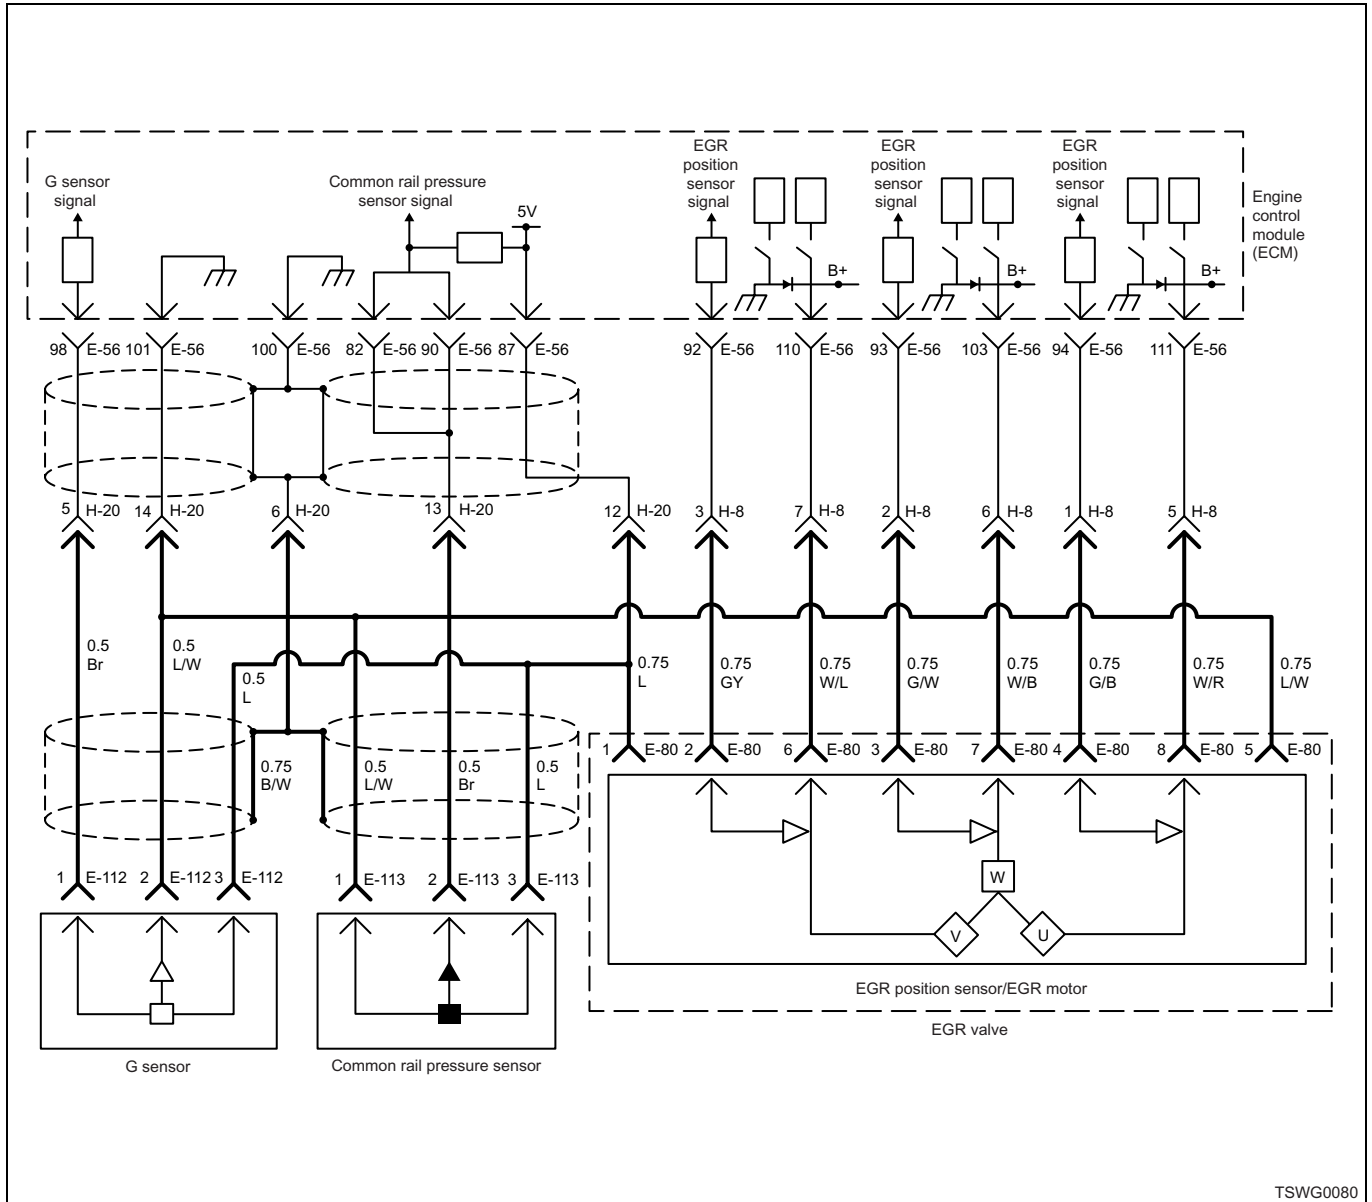 G sensor
signal
Common rail pressure
sensor signal
5V
EGR
position
sensor
signal
B+
EGR
position
sensor
signal
B+
EGR
position
sensor
signal
B+
Engine
control
module
(ECM)
98 E-56 101 E-56 100 E-56 82 E-56 90 E-56 87 E-56 92 E-56 110 E-56 93 E-56 103 E-56 94 E-56 111 E-56
5 H-20 14 H-20 6 H-20 13 H-20 12 H-20 3 H-8 7 H-8 2 H-8 6 H-8 1 H-8 5 H-8
0.5
Br
0.5
L/W
0.5
L
0.75
L
0.75
GY
0.75
W/L
0.75
G/W
0.75
W/B
0.75
G/B
0.75
W/R
0.75
L/W
1 2 E-80 6 E-80 3 E-80 7 E-80 4 E-80 8 E-80 5 E-80
0.75
B/W
0.5
L/W
0.5
Br
0.5
L
1 E-112 2 E-112 3 E-112 1 E-113 2 E-113 3 E-113
W
V
U
EGR position sensor/EGR motor
EGR valve
G sensor
Common rail pressure sensor
TSWG0080